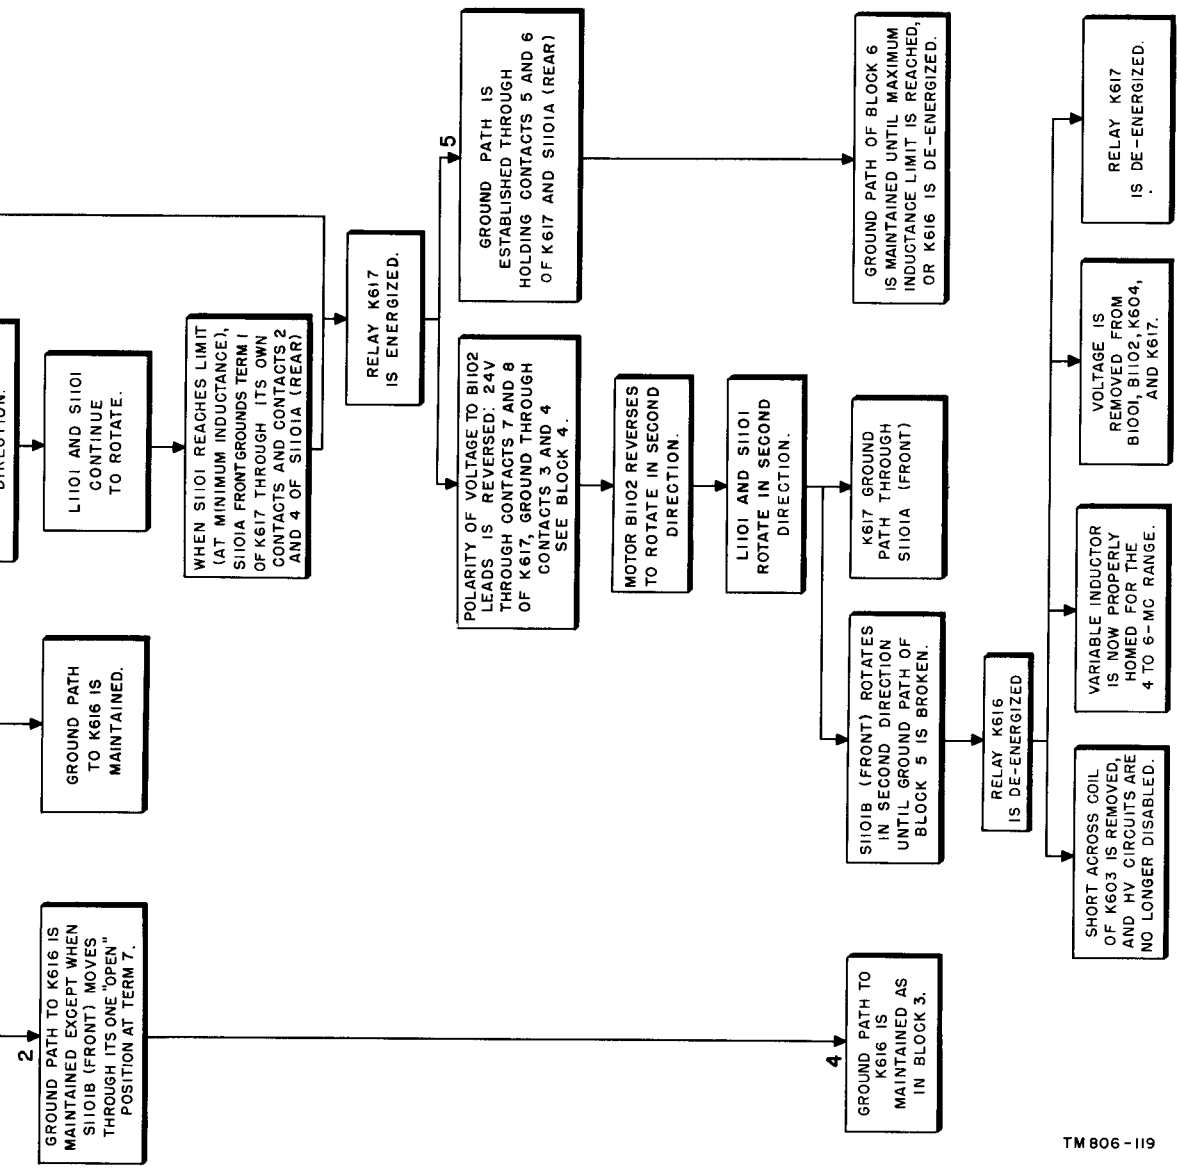 DIRECTION.
L1101 AND S1101
CONTINUE
TO ROTATE.
WHEN S1101 REACHES LIMIT
(AT MINIMUM INDUCTANCE),
S1101A FRONT GROUNDS TERM 1
OF K617 THROUGH ITS OWN
CONTACTS AND CONTACTS 2
AND 4 OF S1101A (REAR)
GROUND PATH
TO K616 IS
MAINTAINED.
2
GROUND PATH TO K616 IS
MAINTAINED EXCEPT WHEN
S1101B (FRONT) MOVES
THROUGH ITS ONE "OPEN"
POSITION AT TERM 7.
RELAY K617
IS ENERGIZED.
5
GROUND PATH IS
ESTABLISHED THROUGH
HOLDING CONTACTS 5 AND 6
OF K617 AND S1101A (REAR)
POLARITY OF VOLTAGE TO B1102
LEADS IS REVERSED: 24V
THROUGH CONTACTS 7 AND 8
OF K617, GROUND THROUGH
CONTACTS 3 AND 4
SEE BLOCK 4.
MOTOR B1102 REVERSES
TO ROTATE IN SECOND
DIRECTION.
L1101 AND S1101
ROTATE IN SECOND
DIRECTION.
GROUND PATH OF BLOCK 6
IS MAINTAINED UNTIL MAXIMUM
INDUCTANCE LIMIT IS REACHED,
OR K616 IS DE-ENERGIZED.
K617 GROUND
PATH THROUGH
S1101A (FRONT)
S1101B (FRONT) ROTATES
IN SECOND DIRECTION
UNTIL GROUND PATH OF
BLOCK 5 IS BROKEN.
4
GROUND PATH TO
K616 IS
MAINTAINED AS
IN BLOCK 3.
RELAY K616
IS DE-ENERGIZED
RELAY K617
IS DE-ENERGIZED.
.
VOLTAGE IS
REMOVED FROM
B1001, B1102, K604,
AND K617.
VARIABLE INDUCTOR
IS NOW PROPERLY
HOMED FOR THE
4 TO 6-MC RANGE.
SHORT ACROSS COIL
OF K603 IS REMOVED,
AND HV CIRCUITS ARE
NO LONGER DISABLED.
TM 806-119